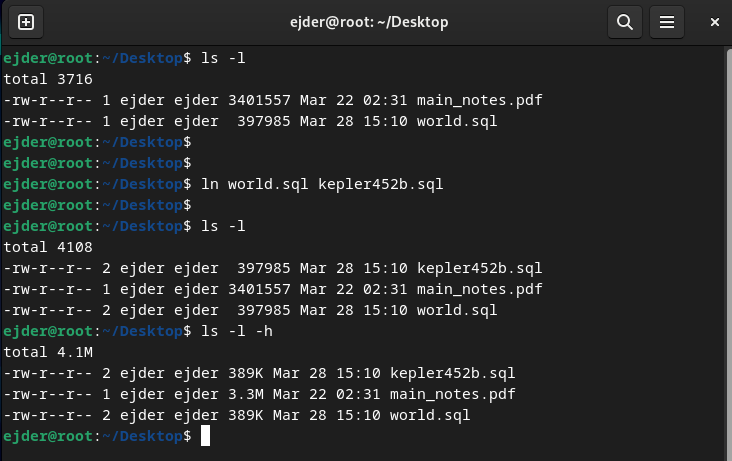 ejder@root: ~/Desktop
ejder@root:~/Desktop$ ls -l
total 3716
-rw-r--r-- 1 ejder ejder 3401557 Mar 22 02:31 main_notes.pdf
-rw-r--r-- 1 ejder ejder  397985 Mar 28 15:10 world.sql
ejder@root:~/Desktop$
ejder@root:~/Desktop$
ejder@root:~/Desktop$ ln world.sql kepler452b.sql
ejder@root:~/Desktop$
ejder@root:~/Desktop$ ls -l
total 4108
-rw-r--r-- 2 ejder ejder  397985 Mar 28 15:10 kepler452b.sql
-rw-r--r-- 1 ejder ejder 3401557 Mar 22 02:31 main_notes.pdf
-rw-r--r-- 2 ejder ejder  397985 Mar 28 15:10 world.sql
ejder@root:~/Desktop$ ls -l -h
total 4.1M
-rw-r--r-- 2 ejder ejder 389K Mar 28 15:10 kepler452b.sql
-rw-r--r-- 1 ejder ejder 3.3M Mar 22 02:31 main_notes.pdf
-rw-r--r-- 2 ejder ejder 389K Mar 28 15:10 world.sql
ejder@root:~/Desktop$